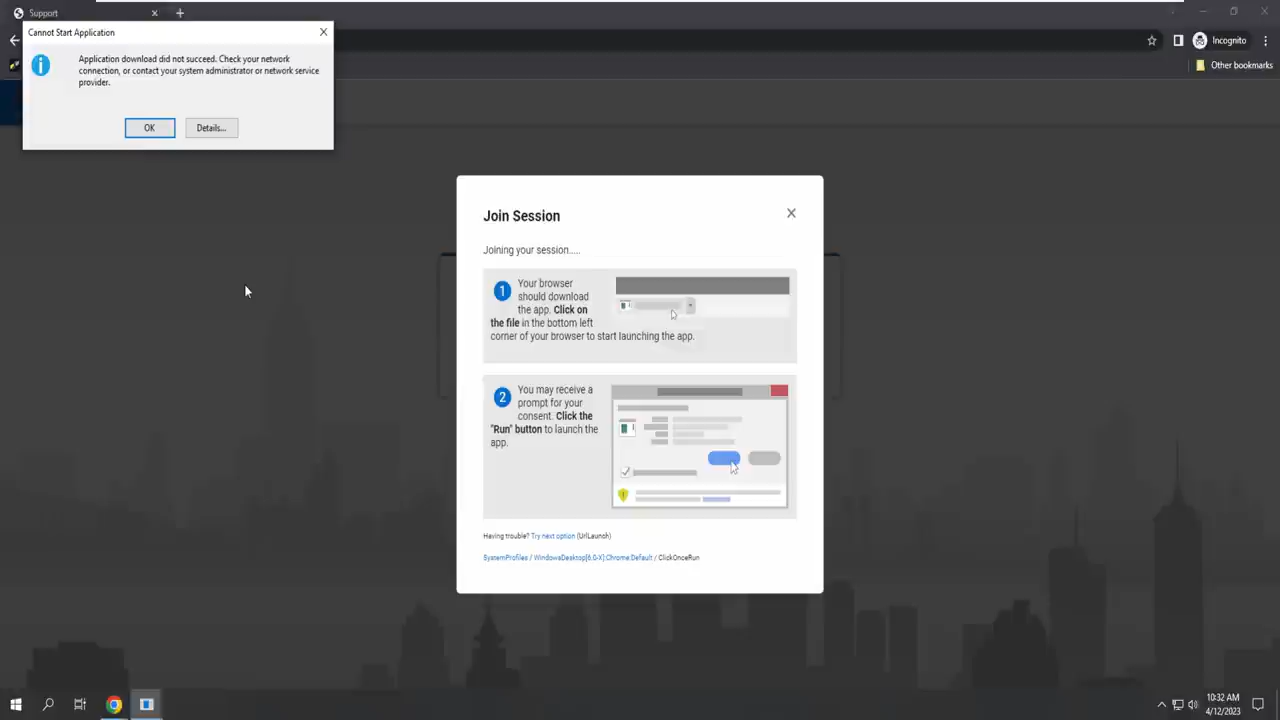 Support
Cannot Start Application
Application download did not succeed. Check your network
connection, or contact your system administrator or network service
provider.
OK
Details...
Incognito
Other bookmarks
Join Session
Joining your session.....
1
Your browser
should download
the app. Click on
the file in the bottom left
corner of your browser to start launching the app.
2
You may receive a
prompt for your
consent. Click the
"Run" button to launch the
app.
Having trouble? Try next option (UrlLaunch)
SystemProfiles / WindowsDesktop[6.0-X]:Chrome:Default / ClickOnceRun
10:32 AM
4/12/2023